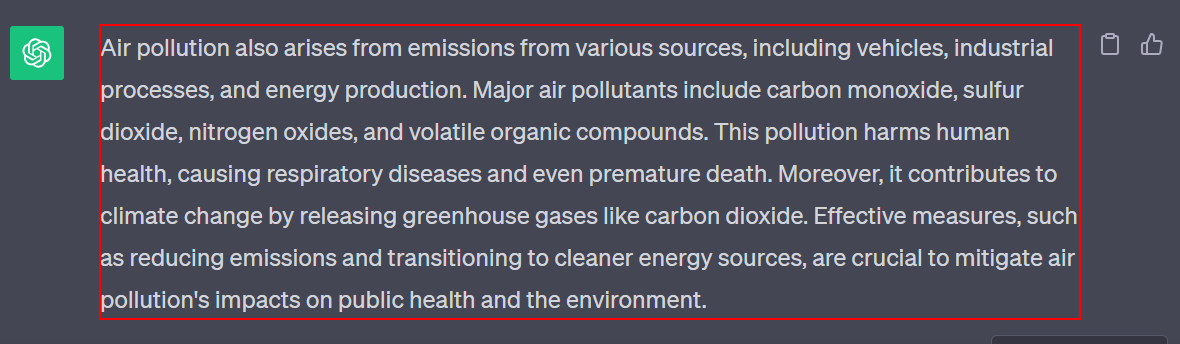 Air pollution also arises from emissions from various sources, including vehicles, industrial
processes, and energy production. Major air pollutants include carbon monoxide, sulfur
dioxide, nitrogen oxides, and volatile organic compounds. This pollution harms human
health, causing respiratory diseases and even premature death. Moreover, it contributes to
climate change by releasing greenhouse gases like carbon dioxide. Effective measures, such
as reducing emissions and transitioning to cleaner energy sources, are crucial to mitigate air
pollution's impacts on public health and the environment.